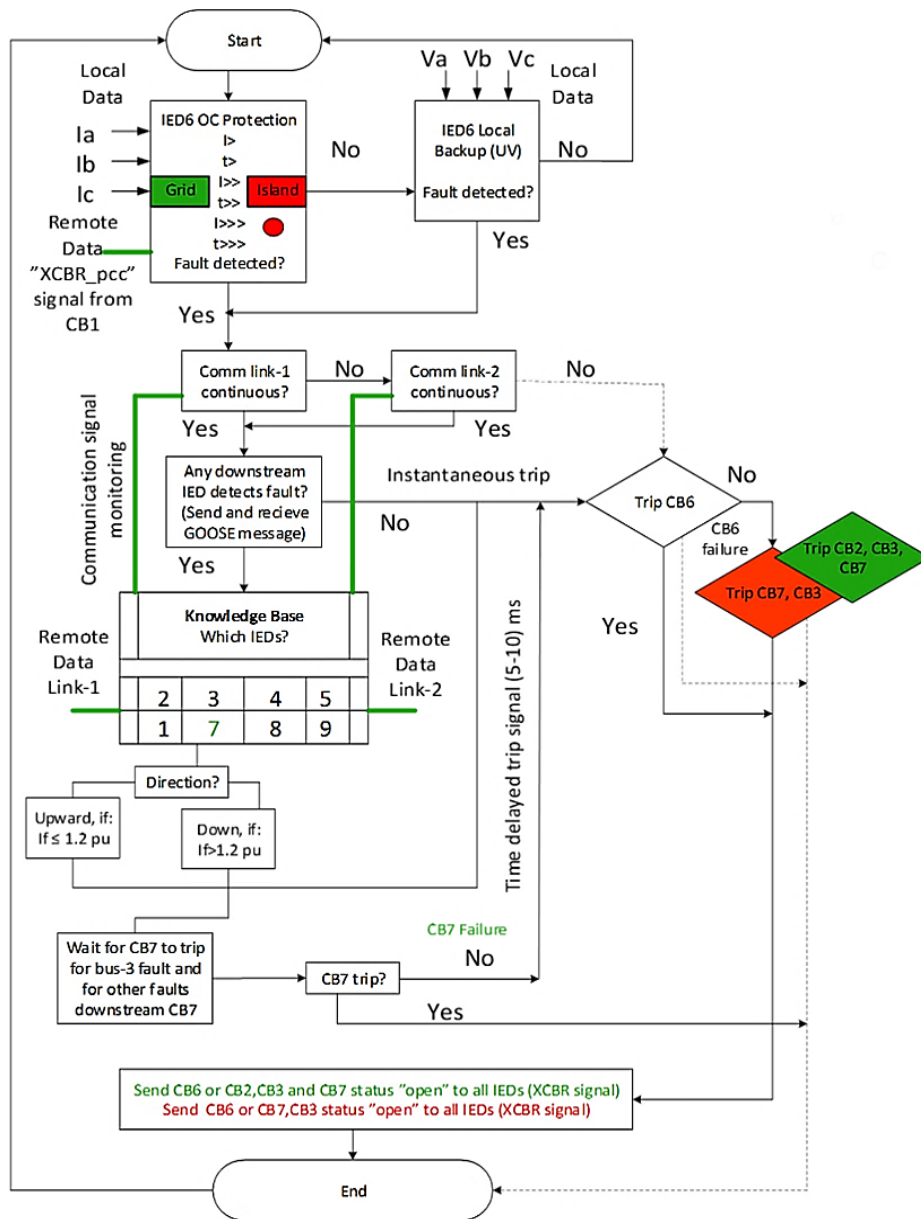 Start
Local
Data
Ia
Ib
Ic
Remote
Data
”XCBR_pcc”
signal from
CB1
IED6 OC Protection
I>
t>
I>>
t>>
I>>>
t>>>
Grid
Island
Fault detected?
No
Va
Vb
Vc
Local
Data
IED6 Local
Backup (UV)
Fault detected?
No
Yes
Yes
Comm link-1
continuous?
No
Comm link-2
continuous?
No
Yes
Yes
Communication signal
monitoring
Any downstream
IED detects fault?
(Send and recieve
GOOSE message)
Instantaneous trip
No
Yes
Trip CB6
No
CB6
failure
Trip CB2, CB3,
CB7
Trip CB7, CB3
Yes
Knowledge Base
Which IEDs?
Remote
Data
Link-1
Remote
Data
Link-2
2 3 4 5
1 7 8 9
Direction?
Upward, if:
If ≤ 1.2 pu
Down, if:
If>1.2 pu
Time delayed trip signal (5-10) ms
Wait for CB7 to trip
for bus-3 fault and
for other faults
downstream CB7
CB7 trip?
CB7 Failure
No
Yes
Send CB6 or CB2,CB3 and CB7 status ”open” to all IEDs (XCBR signal)
Send CB6 or CB7,CB3 status ”open” to all IEDs (XCBR signal)
End